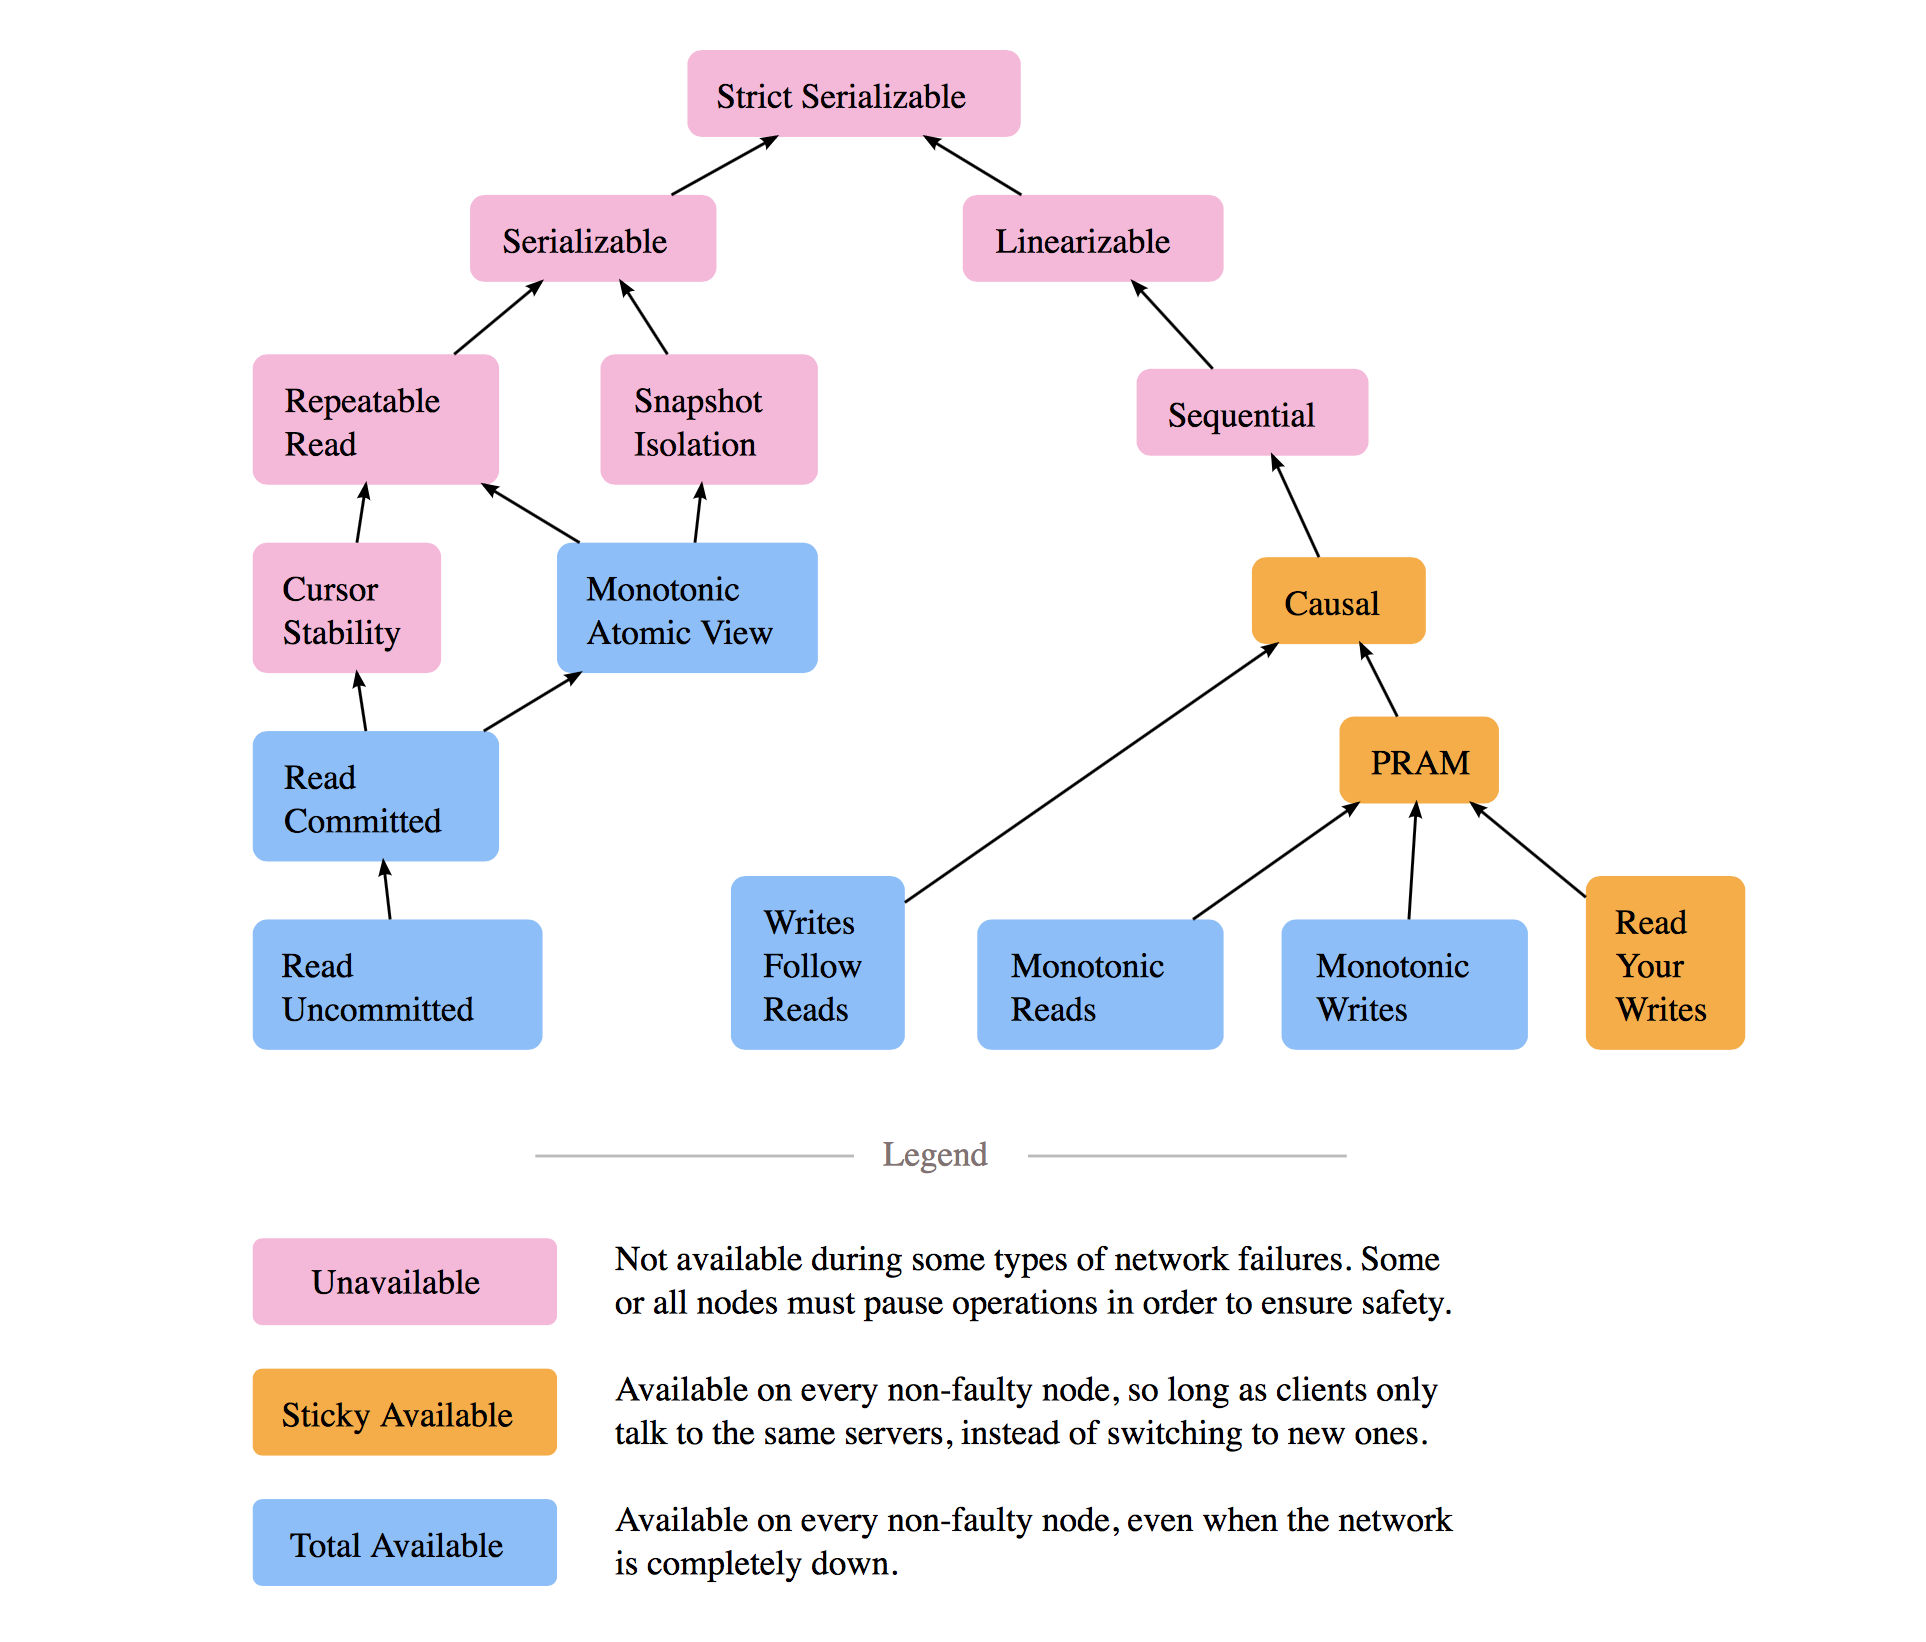 Strict Serializable
Serializable
Linearizable
Repeatable
Read
Snapshot
Isolation
Sequential
Cursor
Stability
Monotonic
Atomic View
Causal
Read
Committed
PRAM
Read
Uncommitted
Writes
Follow
Reads
Monotonic
Reads
Monotonic
Writes
Read
Your
Writes
Legend
Unavailable
Not available during some types of network failures. Some
or all nodes must pause operations in order to ensure safety.
Sticky Available
Available on every non-faulty node, so long as clients only
talk to the same servers, instead of switching to new ones.
Total Available
Available on every non-faulty node, even when the network
is completely down.